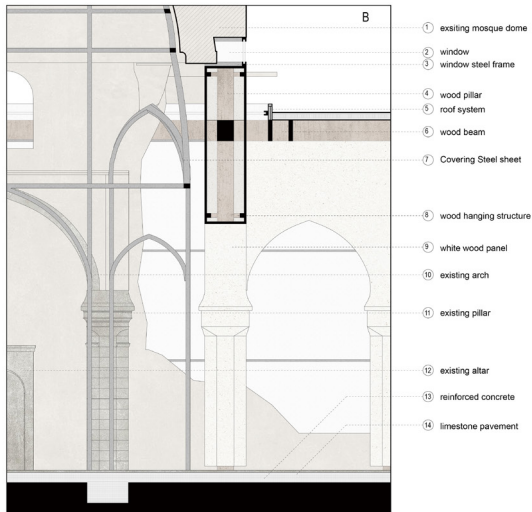 B
1 exsiting mosque dome
2 window
3 window steel frame
4 wood pillar
5 roof system
6 wood beam
7 Covering Steel sheet
8 wood hanging structure
9 white wood panel
10 existing arch
11 existing pillar
12 existing altar
13 reinforced concrete
14 limestone pavement